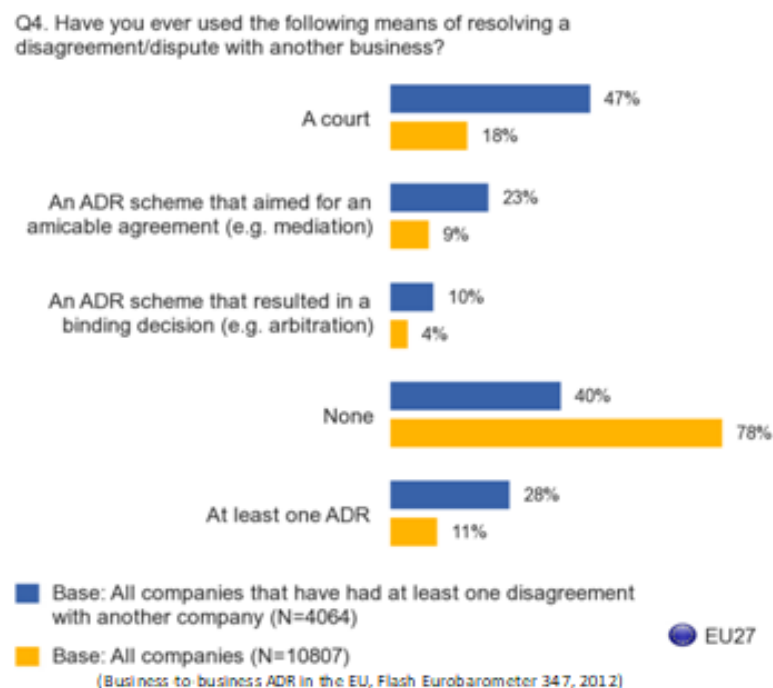 Q4. Have you ever used the following means of resolving a
disagreement/dispute with another business?
A court
47%
18%
An ADR scheme that aimed for an
amicable agreement (e.g. mediation)
23%
9%
An ADR scheme that resulted in a
binding decision (e.g. arbitration)
10%
4%
None
40%
78%
At least one ADR
28%
11%
Base: All companies that have had at least one disagreement
with another company (N=4064)
EU27
Base: All companies (N=10807)
(Business-to-business ADR in the EU, Flash Eurobarometer 347, 2012)